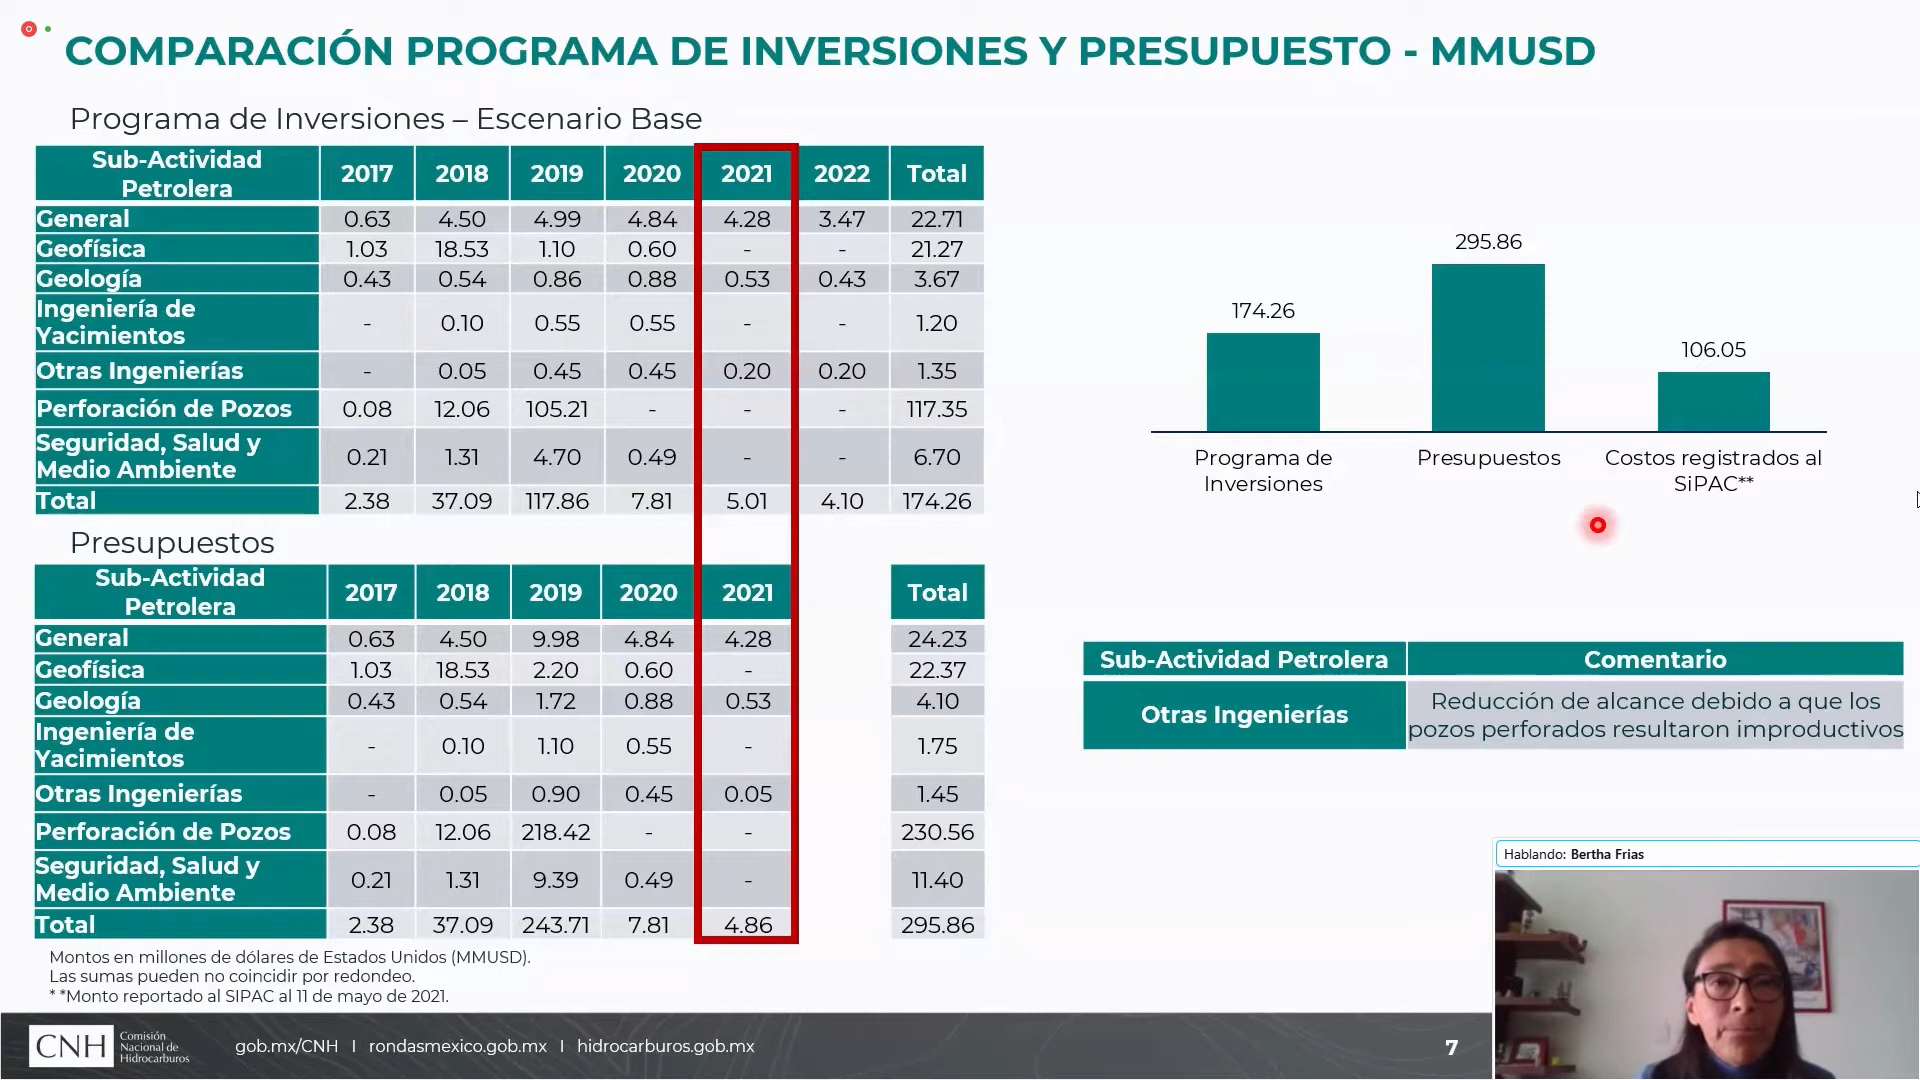 COMPARACIÓN PROGRAMA DE INVERSIONES Y PRESUPUESTO - MMUSD
Programa de Inversiones – Escenario Base
Sub-Actividad Petrolera 2017 2018 2019 2020 2021 2022 Total
General 0.63 4.50 4.99 4.84 4.28 3.47 22.71
Geofísica 1.03 18.53 1.10 0.60 - - 21.27
Geología 0.43 0.54 0.86 0.88 0.53 0.43 3.67
Ingeniería de Yacimientos - 0.10 0.55 0.55 - - 1.20
Otras Ingenierías - 0.05 0.45 0.45 0.20 0.20 1.35
Perforación de Pozos 0.08 12.06 105.21 - - - 117.35
Seguridad, Salud y Medio Ambiente 0.21 1.31 4.70 0.49 - - 6.70
Total 2.38 37.09 117.86 7.81 5.01 4.10 174.26
Presupuestos
Sub-Actividad Petrolera 2017 2018 2019 2020 2021 Total
General 0.63 4.50 9.98 4.84 4.28 24.23
Geofísica 1.03 18.53 2.20 0.60 - 22.37
Geología 0.43 0.54 1.72 0.88 0.53 4.10
Ingeniería de Yacimientos - 0.10 1.10 0.55 - 1.75
Otras Ingenierías - 0.05 0.90 0.45 0.05 1.45
Perforación de Pozos 0.08 12.06 218.42 - - 230.56
Seguridad, Salud y Medio Ambiente 0.21 1.31 9.39 0.49 - 11.40
Total 2.38 37.09 243.71 7.81 4.86 295.86
Montos en millones de dólares de Estados Unidos (MMUSD).
Las sumas pueden no coincidir por redondeo.
* *Monto reportado al SIPAC al 11 de mayo de 2021.
174.26
295.86
106.05
Programa de Inversiones
Presupuestos
Costos registrados al SiPAC**
Sub-Actividad Petrolera Comentario
Otras Ingenierías
Reducción de alcance debido a que los
pozos perforados resultaron improductivos
Hablando: Bertha Frias
CNH
Comisión
Nacional de
Hidrocarburos
gob.mx/CNH I rondasmexico.gob.mx I hidrocarburos.gob.mx
7